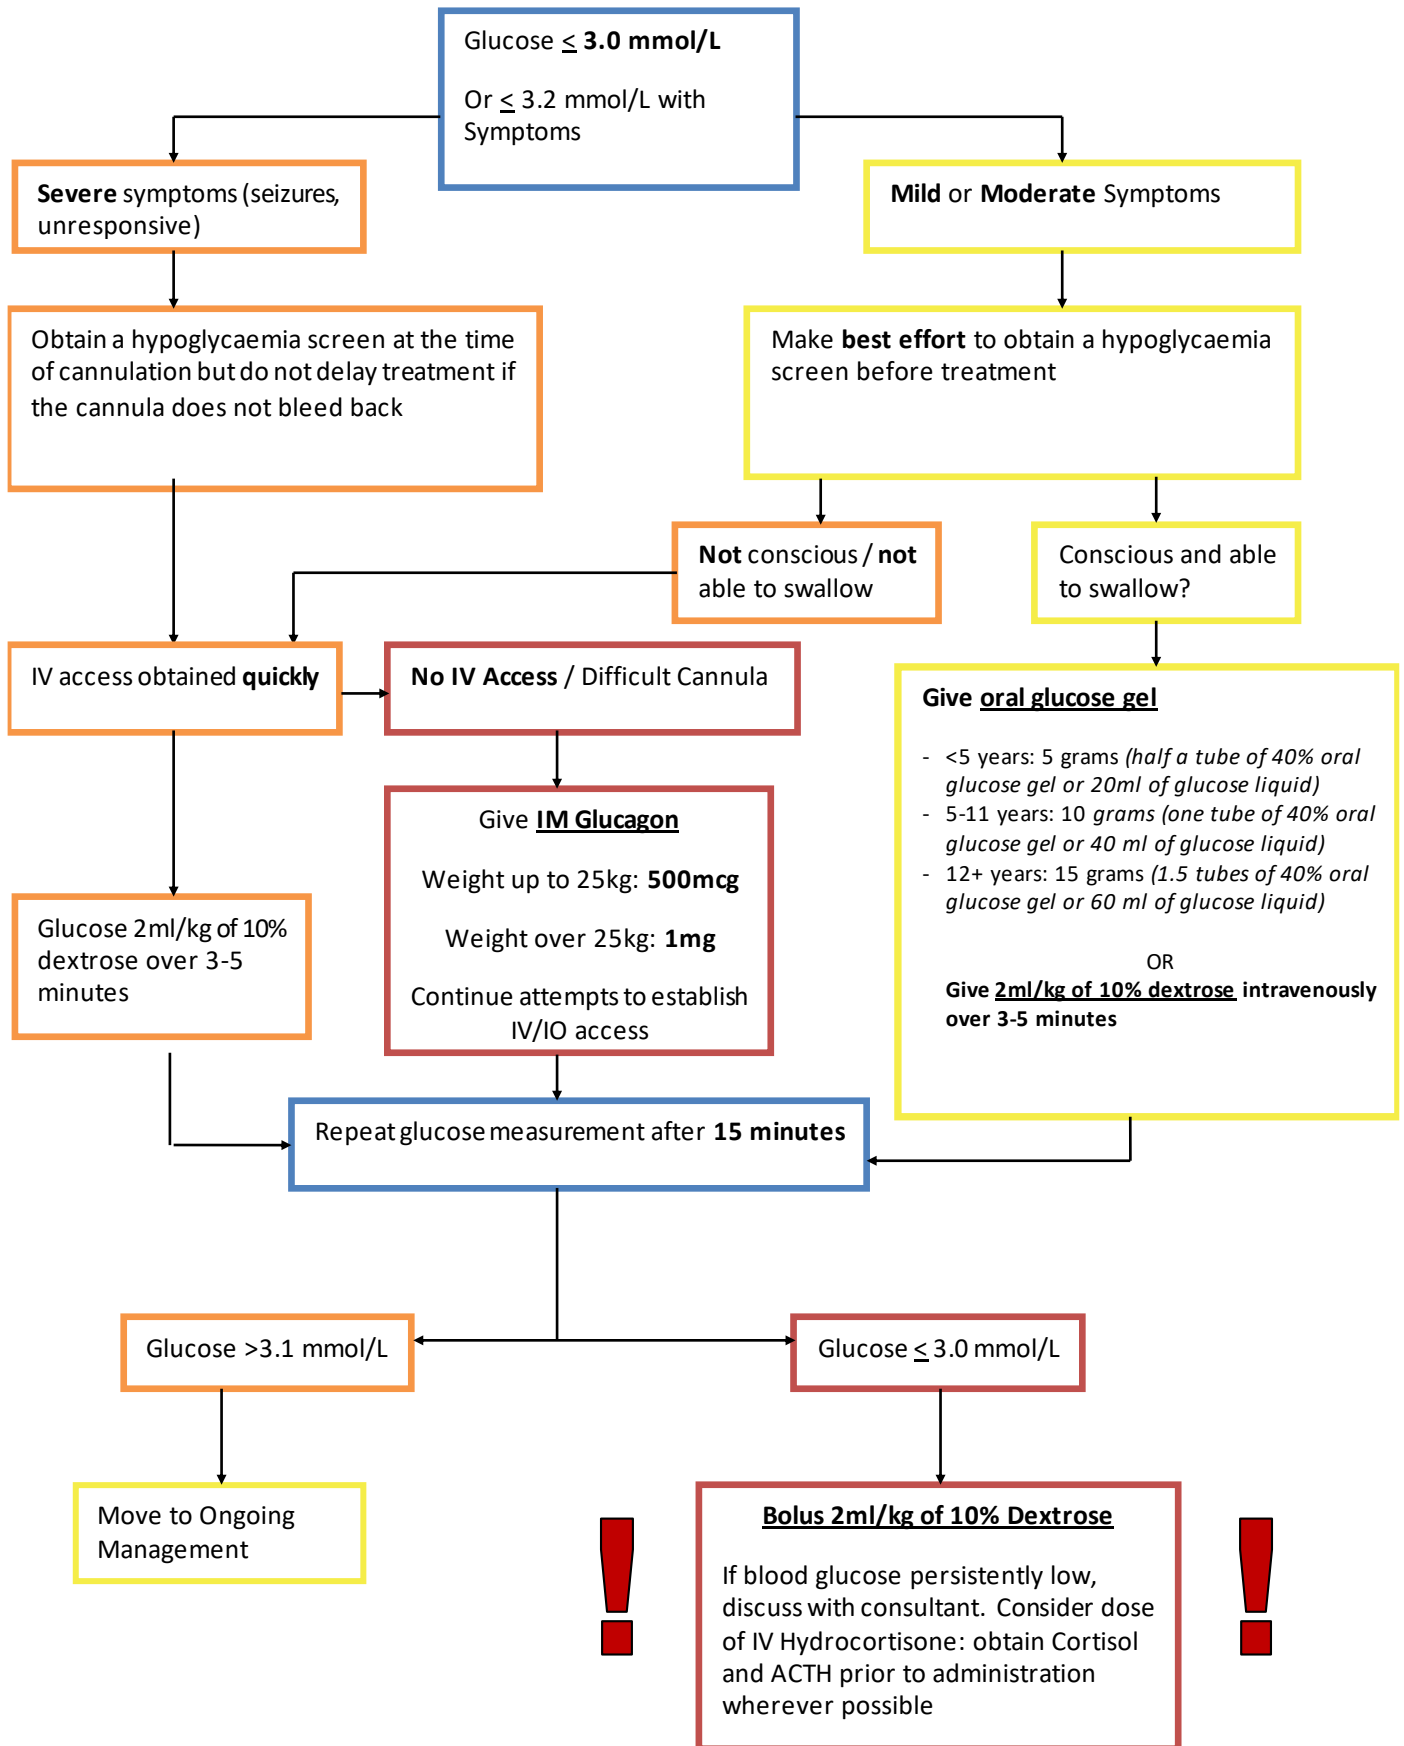 Glucose ≤ 3.0 mmol/L
Or ≤ 3.2 mmol/L with
Symptoms
Severe symptoms (seizures,
unresponsive)
Mild or Moderate Symptoms
Obtain a hypoglycaemia screen at the time
of cannulation but do not delay treatment if
the cannula does not bleed back
Make best effort to obtain a hypoglycaemia
screen before treatment
Not conscious / not
able to swallow
Conscious and able
to swallow?
IV access obtained quickly
No IV Access / Difficult Cannula
Give oral glucose gel
- <5 years: 5 grams (half a tube of 40% oral
glucose gel or 20ml of glucose liquid)
- 5-11 years: 10 grams (one tube of 40% oral
glucose gel or 40 ml of glucose liquid)
- 12+ years: 15 grams (1.5 tubes of 40% oral
glucose gel or 60 ml of glucose liquid)
OR
Give 2ml/kg of 10% dextrose intravenously
over 3-5 minutes
Give IM Glucagon
Weight up to 25kg: 500mcg
Weight over 25kg: 1mg
Continue attempts to establish
IV/IO access
Glucose 2ml/kg of 10%
dextrose over 3-5
minutes
Repeat glucose measurement after 15 minutes
Glucose >3.1 mmol/L
Glucose ≤ 3.0 mmol/L
Move to Ongoing
Management
!
Bolus 2ml/kg of 10% Dextrose
If blood glucose persistently low,
discuss with consultant. Consider dose
of IV Hydrocortisone: obtain Cortisol
and ACTH prior to administration
wherever possible
!